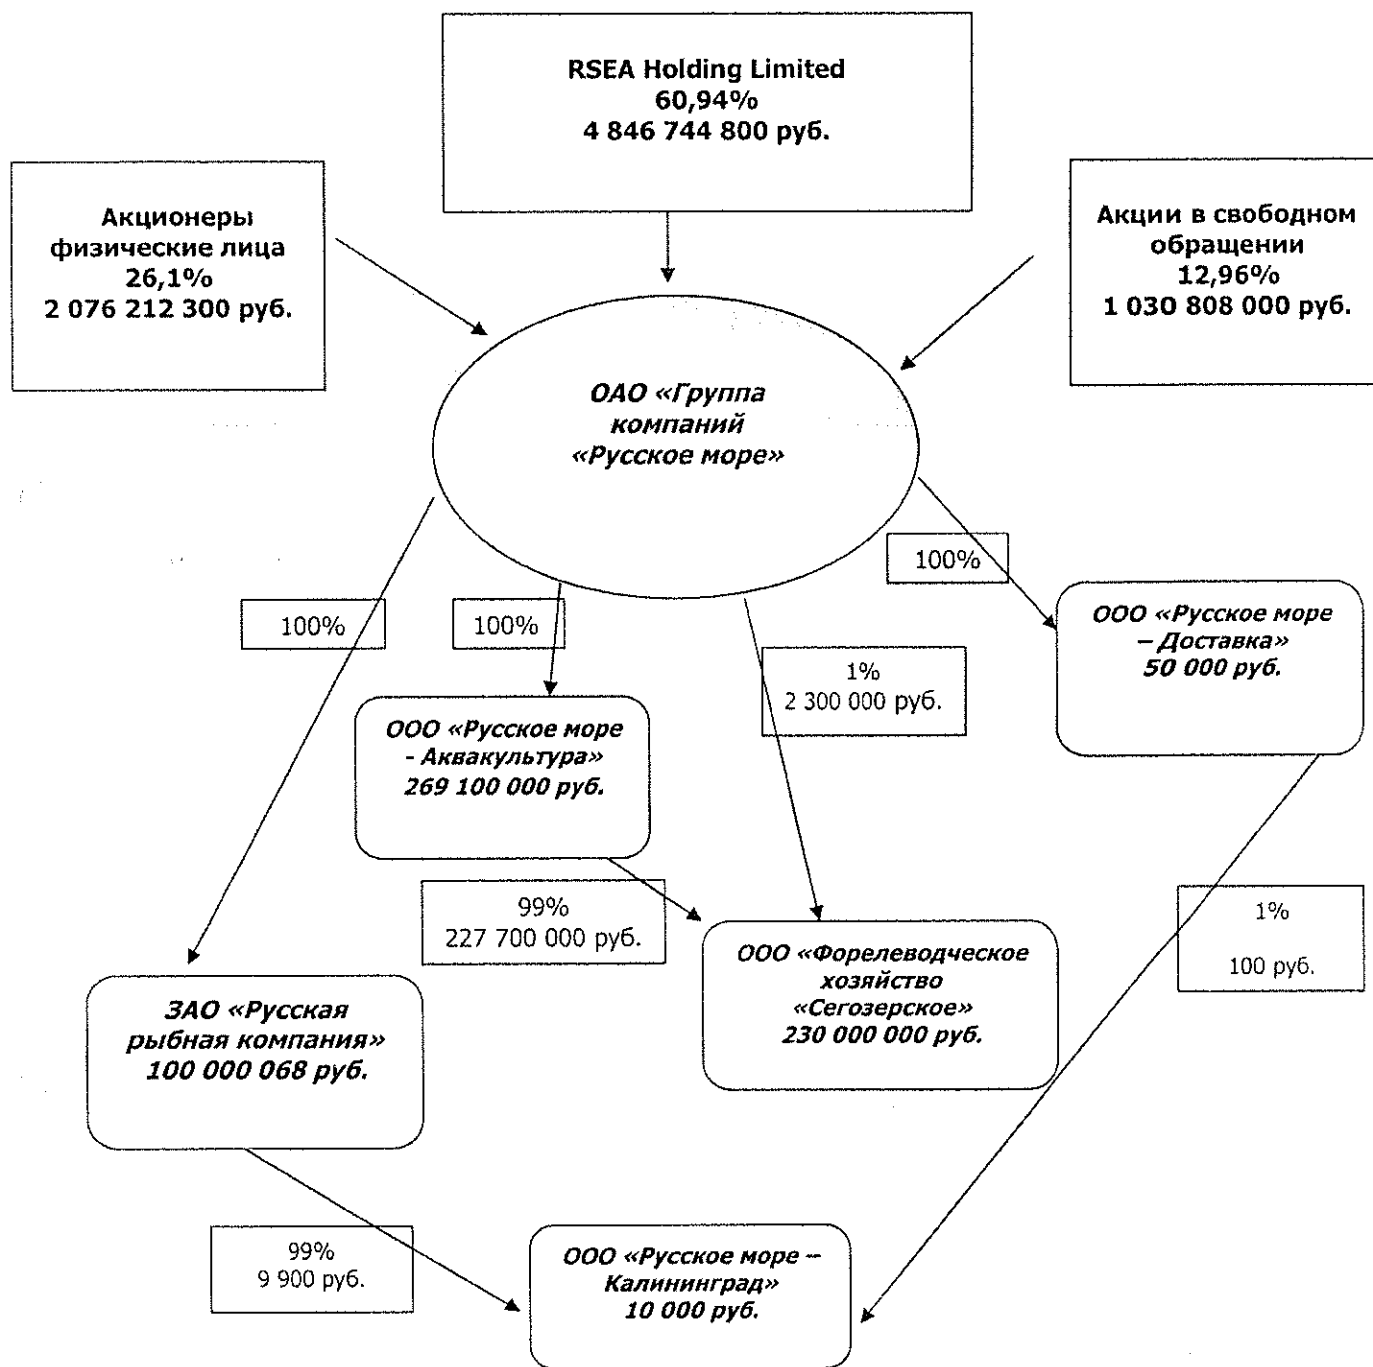 RSEA Holding Limited
60,94%
4 846 744 800 руб.
Акционеры
физические лица
26,1%
2 076 212 300 руб.
Акции в свободном
обращении
12,96%
1 030 808 000 руб.
ОАО «Группа
компаний
«Русское море»
100%
100%
100%
1%
2 300 000 руб.
ООО «Русское море
– Доставка»
50 000 руб.
ООО «Русское море
- Аквакультура»
269 100 000 руб.
99%
227 700 000 руб.
ООО «Форелеводческое
хозяйство
«Сегозерское»
230 000 000 руб.
1%
100 руб.
ЗАО «Русская
рыбная компания»
100 000 068 руб.
99%
9 900 руб.
ООО «Русское море –
Калининград»
10 000 руб.